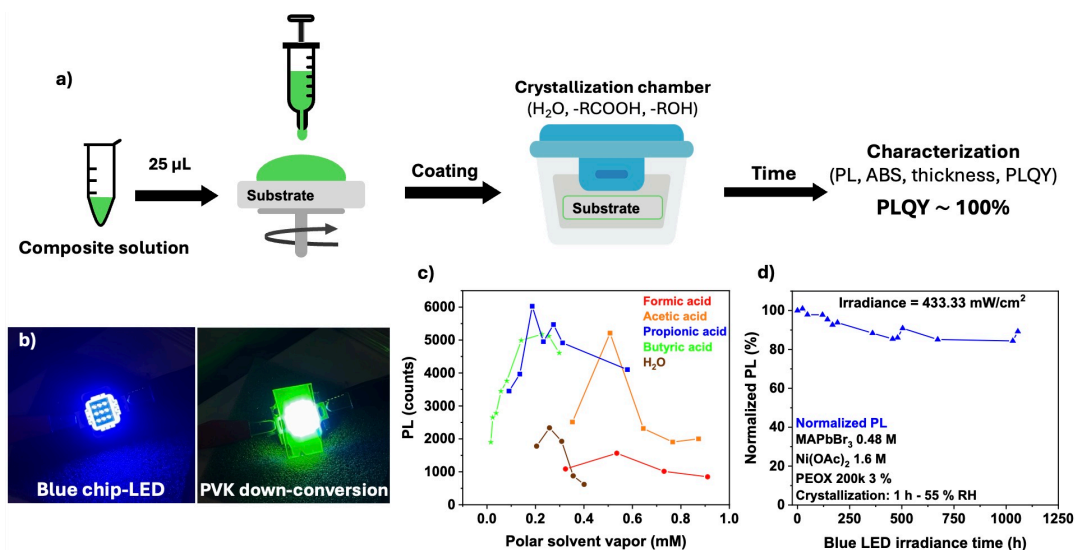 a)
25 µL
Composite solution
Substrate
Coating
Crystallization chamber
(H₂O, -RCOOH, -ROH)
Substrate
Time
Characterization
(PL, ABS, thickness, PLQY)
PLQY ~ 100%
b)
Blue chip-LED
PVK down-conversion
c)
PL (counts)
6000
5000
4000
3000
2000
1000
0
Formic acid
Acetic acid
Propionic acid
Butyric acid
H₂O
0.0 0.2 0.4 0.6 0.8 1.0
Polar solvent vapor (mM)
d)
Normalized PL (%)
100
80
60
40
20
0
Irradiance = 433.33 mW/cm²
Normalized PL
MAPbBr₃ 0.48 M
Ni(OAc)₂ 1.6 M
PEOX 200k 3 %
Crystallization: 1 h - 55 % RH
0 250 500 750 1000 1250
Blue LED irradiance time (h)